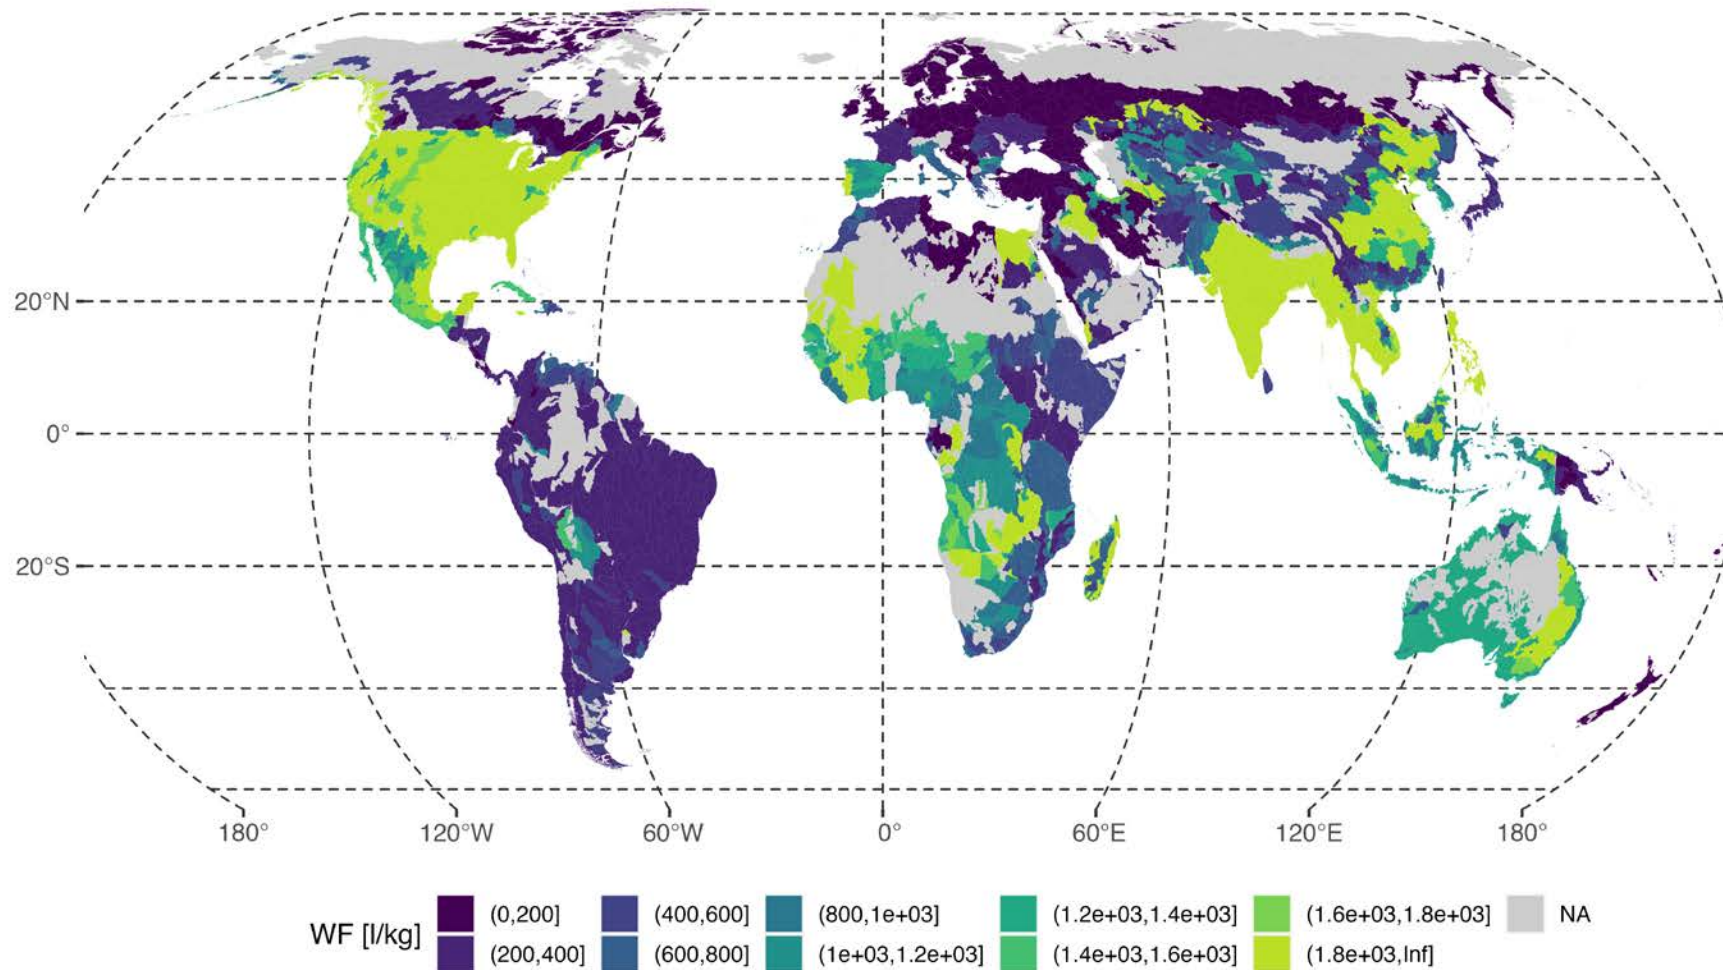 20°N
0°
20°S
180° 120°W 60°W 0° 60°E 120°E 180°
WF [l/kg]
(0,200] (400,600] (800,1e+03] (1.2e+03,1.4e+03] (1.6e+03,1.8e+03] NA
(200,400] (600,800] (1e+03,1.2e+03] (1.4e+03,1.6e+03] (1.8e+03,Inf]